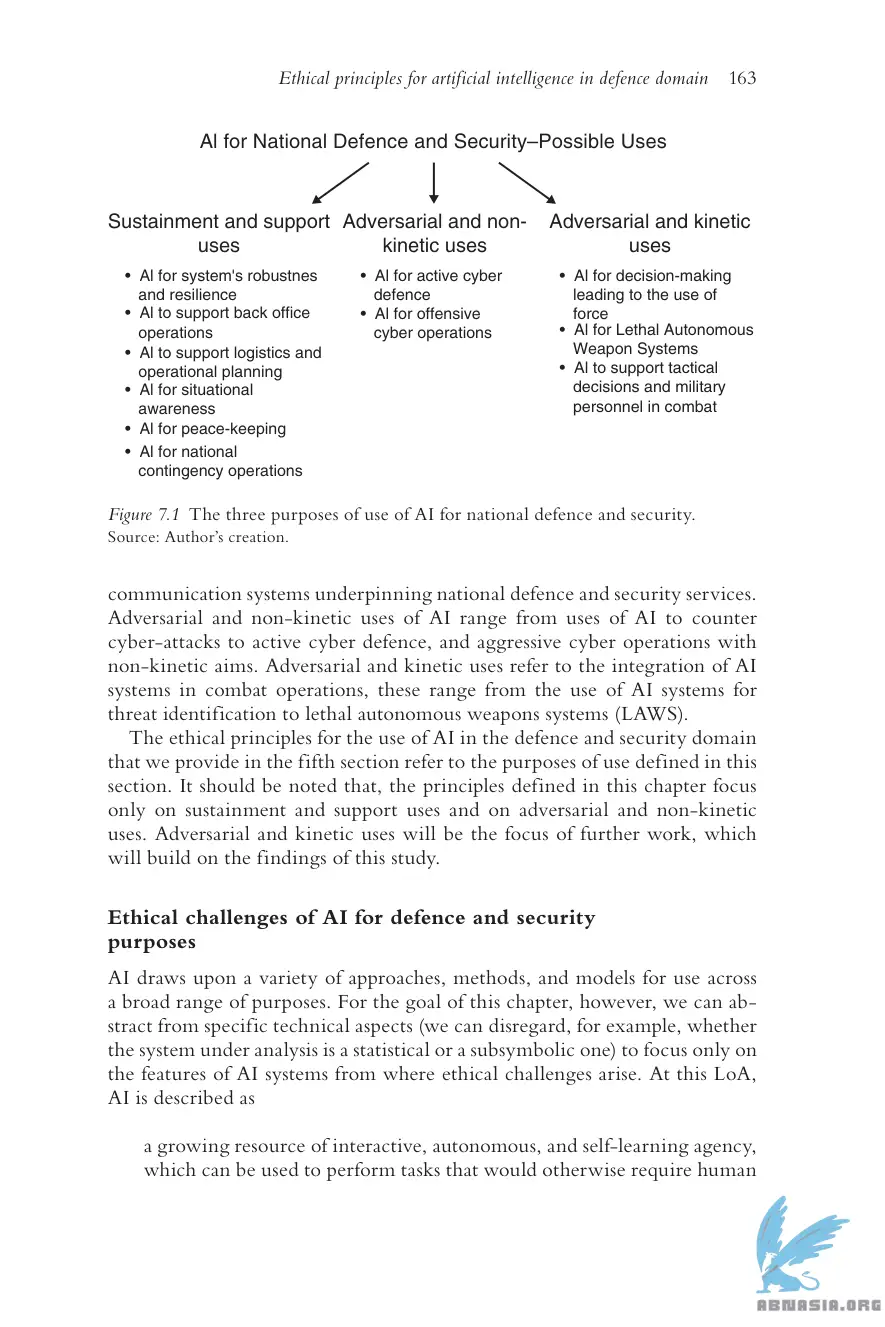 Ethical principles for artificial intelligence in defence domain 163
AI for National Defence and Security–Possible Uses
Sustainment and support
uses
• AI for system's robustnes
and resilience
• AI to support back office
operations
• AI to support logistics and
operational planning
• AI for situational
awareness
• AI for peace-keeping
• AI for national
contingency operations
Adversarial and non-
kinetic uses
• AI for active cyber
defence
• AI for offensive
cyber operations
Adversarial and kinetic
uses
• AI for decision-making
leading to the use of
force
• AI for Lethal Autonomous
Weapon Systems
• AI to support tactical
decisions and military
personnel in combat
Figure 7.1 The three purposes of use of AI for national defence and security.
Source: Author's creation.
communication systems underpinning national defence and security services.
Adversarial and non-kinetic uses of AI range from uses of AI to counter
cyber-attacks to active cyber defence, and aggressive cyber operations with
non-kinetic aims. Adversarial and kinetic uses refer to the integration of AI
systems in combat operations, these range from the use of AI systems for
threat identification to lethal autonomous weapons systems (LAWS).
The ethical principles for the use of AI in the defence and security domain
that we provide in the fifth section refer to the purposes of use defined in this
section. It should be noted that, the principles defined in this chapter focus
only on sustainment and support uses and on adversarial and non-kinetic
uses. Adversarial and kinetic uses will be the focus of further work, which
will build on the findings of this study.
Ethical challenges of AI for defence and security
purposes
AI draws upon a variety of approaches, methods, and models for use across
a broad range of purposes. For the goal of this chapter, however, we can ab-
stract from specific technical aspects (we can disregard, for example, whether
the system under analysis is a statistical or a subsymbolic one) to focus only on
the features of AI systems from where ethical challenges arise. At this LoA,
AI is described as
a growing resource of interactive, autonomous, and self-learning agency,
which can be used to perform tasks that would otherwise require human
ABNASIA.ORG